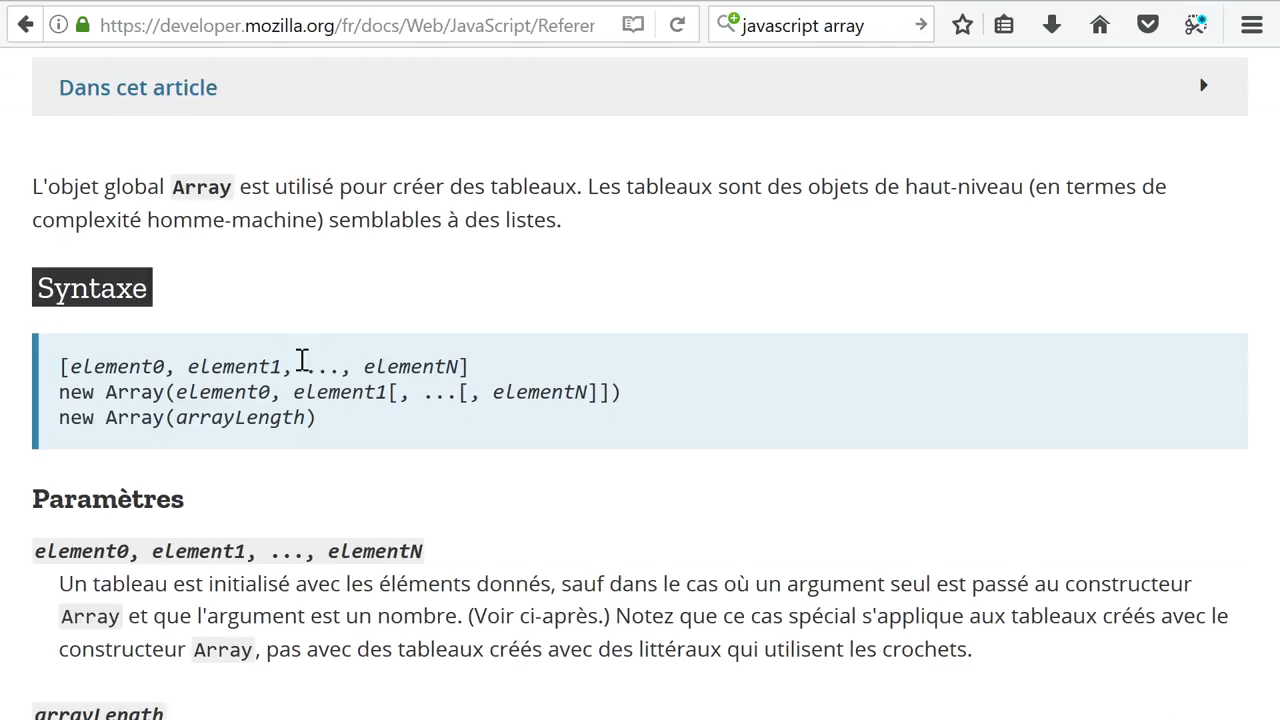 https://developer.mozilla.org/fr/docs/Web/JavaScript/Referer
javascript array
Dans cet article
L'objet global Array est utilisé pour créer des tableaux. Les tableaux sont des objets de haut-niveau (en termes de
complexité homme-machine) semblables à des listes.
Syntaxe
[element0, element1, ..., elementN]
new Array(element0, element1[, ...[, elementN]])
new Array(arrayLength)
Paramètres
element0, element1, ..., elementN
Un tableau est initialisé avec les éléments donnés, sauf dans le cas où un argument seul est passé au constructeur
Array et que l'argument est un nombre. (Voir ci-après.) Notez que ce cas spécial s'applique aux tableaux créés avec le
constructeur Array, pas avec des tableaux créés avec des littéraux qui utilisent les crochets.
arrayLength